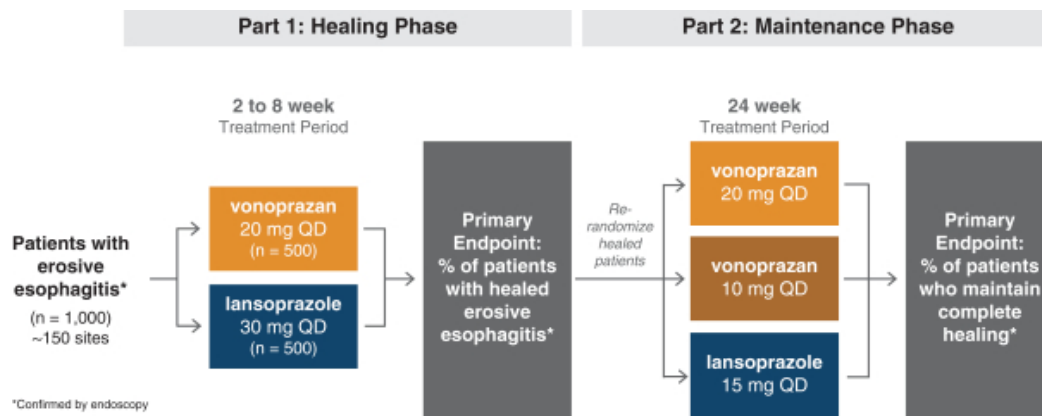 Part 1: Healing Phase
Part 2: Maintenance Phase
2 to 8 week
Treatment Period
24 week
Treatment Period
Patients with
erosive
esophagitis*
(n = 1,000)
~150 sites
vonoprazan
20 mg QD
(n = 500)
lansoprazole
30 mg QD
(n = 500)
Primary
Endpoint:
% of patients
with healed
erosive
esophagitis*
Re-
randomize
healed
patients
vonoprazan
20 mg QD
vonoprazan
10 mg QD
lansoprazole
15 mg QD
Primary
Endpoint:
% of patients
who maintain
complete
healing*
*Confirmed by endoscopy